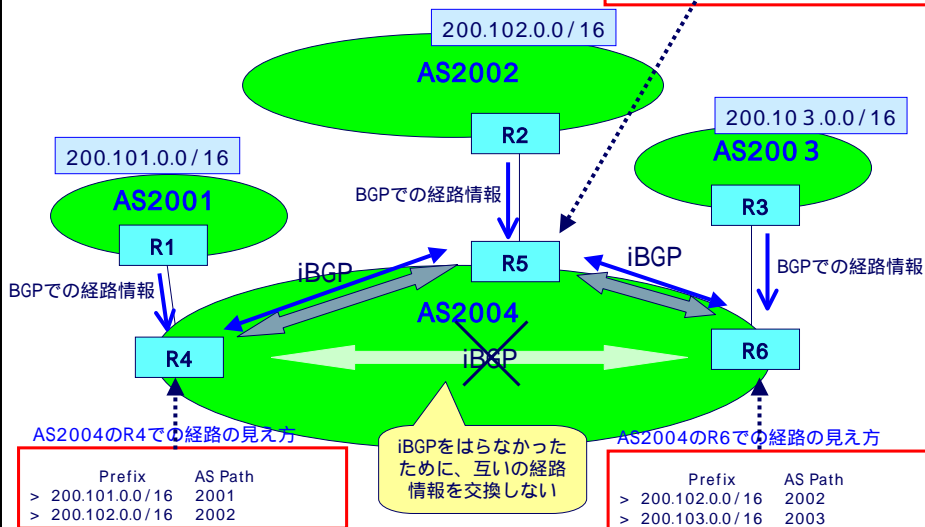 200.102.0.0/16
AS2002
R2
200.10３.0.0/16
AS200３
R3
200.101.0.0/16
AS2001
R1
BGPでの経路情報
BGPでの経路情報
BGPでの経路情報
R5
iBGP
iBGP
AS2004
R4
iBGP
R6
AS2004のR4での経路の見え方
Prefix AS Path
> 200.101.0.0/16 2001
> 200.102.0.0/16 2002
iBGPをはらなかった
ために、互いの経路
情報を交換しない
AS2004のR6での経路の見え方
Prefix AS Path
> 200.102.0.0/16 2002
> 200.103.0.0/16 2003